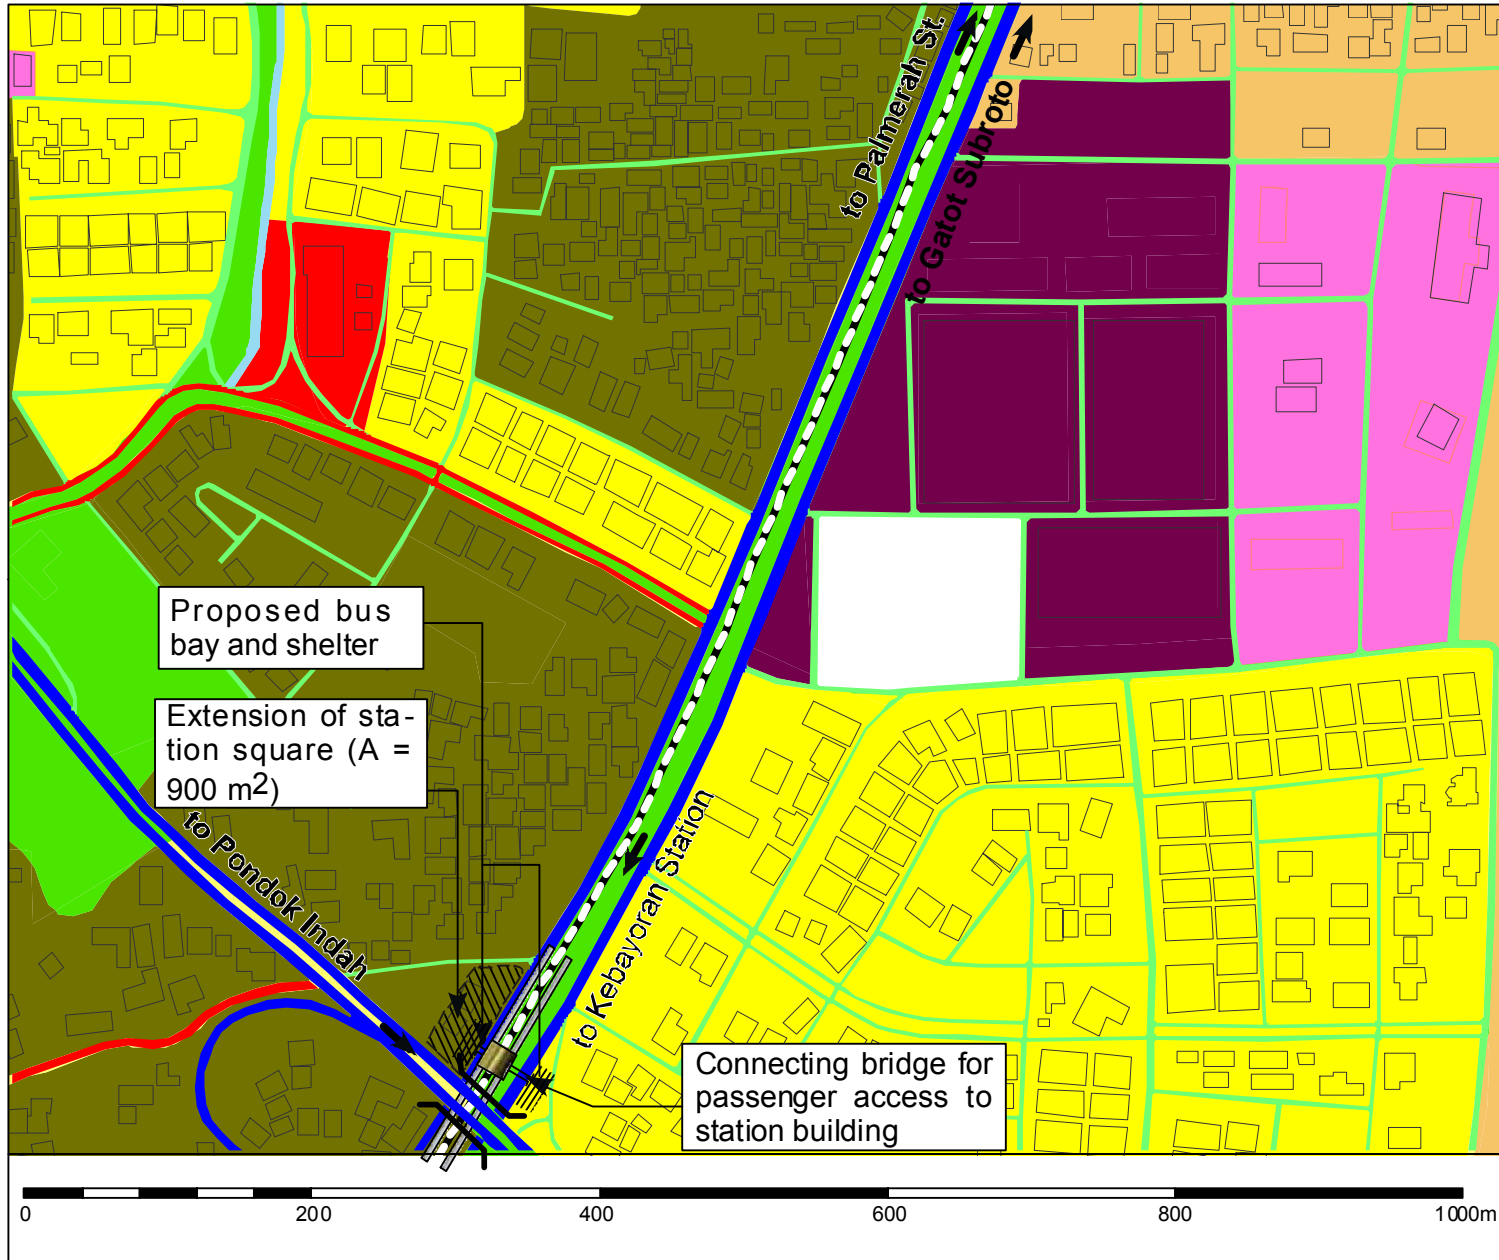 to Palmerah St.
to Gatot Subroto
Proposed bus
bay and shelter
Extension of sta-
tion square (A =
900 m2)
to Pondok Indah
to Kebayoran Station
Connecting bridge for
passenger access to
station building
0 200 400 600 800 1000m